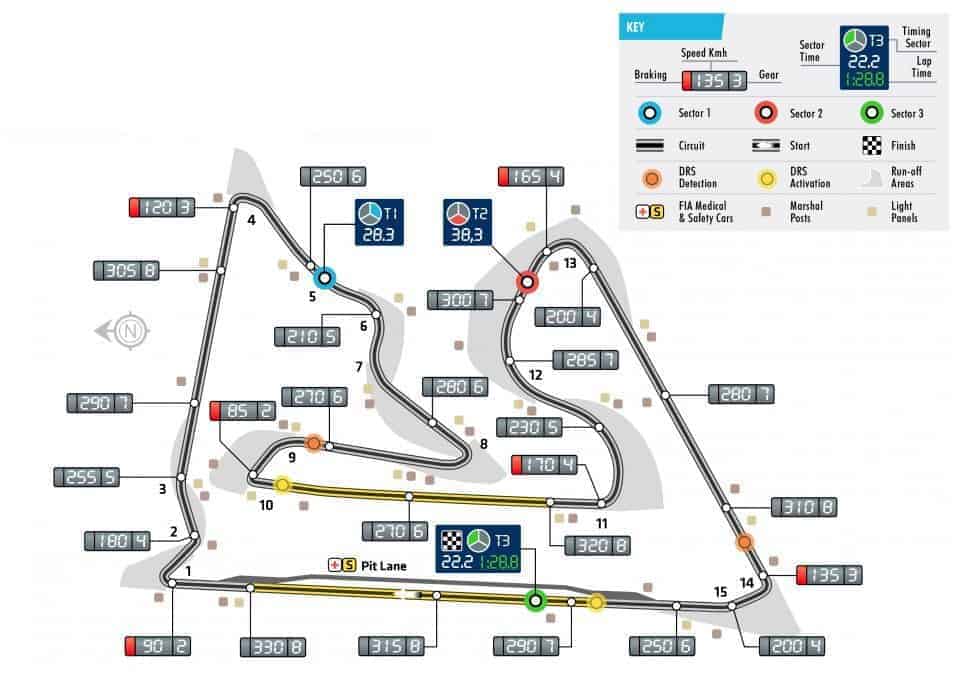 KEY
Speed Kmh
Braking
135 3
Gear
Sector
Time
T3
22.2
1:28.8
Timing
Sector
Lap
Time
Sector 1
Sector 2
Sector 3
Circuit
Start
Finish
DRS
Detection
DRS
Activation
Run-off
Areas
S
FIA Medical
& Safety Cars
Marshal
Posts
Light
Panels
250 6
165 4
120 3
4
T1
28.3
T2
38,3
13
305 8
5
300 7
200 4
N
210 5
6
7
285 7
12
290 7
85 2
270 6
280 6
280 7
230 5
8
9
170 4
255 5
3
10
11
310 8
180 4
2
270 6
320 8
T3
22.2 1:28.8
S Pit Lane
1
14
135 3
15
90 2
330 8
315 8
290 7
250 6
200 4